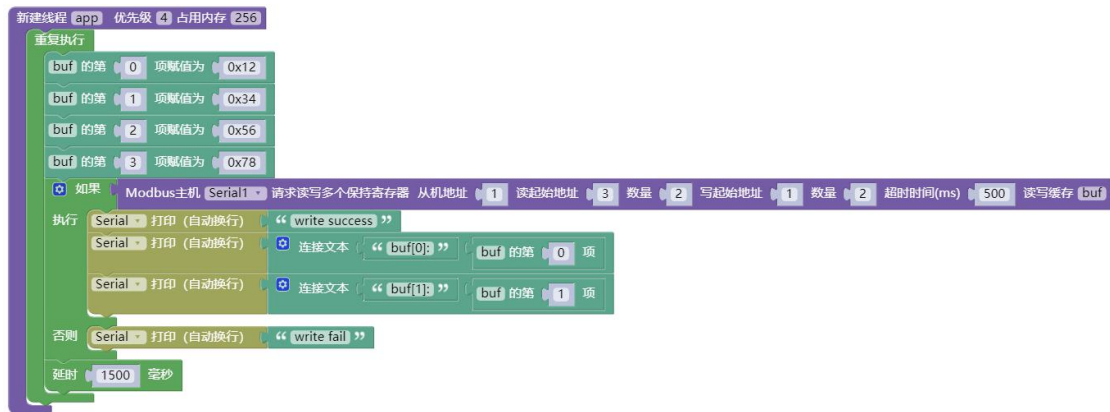 新建线程 app 优先级 4 占用内存 256
重复执行
buf 的第 0 项赋值为 0x12
buf 的第 1 项赋值为 0x34
buf 的第 2 项赋值为 0x56
buf 的第 3 项赋值为 0x78
如果 Modbus主机 Serial1 请求读写多个保持寄存器 从机地址 1 读起始地址 3 数量 2 写起始地址 1 数量 2 超时时间(ms) 500 读写缓存 buf
执行 Serial 打印 (自动换行) “ write success ”
Serial 打印 (自动换行) 连接文本 “ buf[0]: ” buf 的第 0 项
Serial 打印 (自动换行) 连接文本 “ buf[1]: ” buf 的第 1 项
否则 Serial 打印 (自动换行) “ write fail ”
延时 1500 毫秒